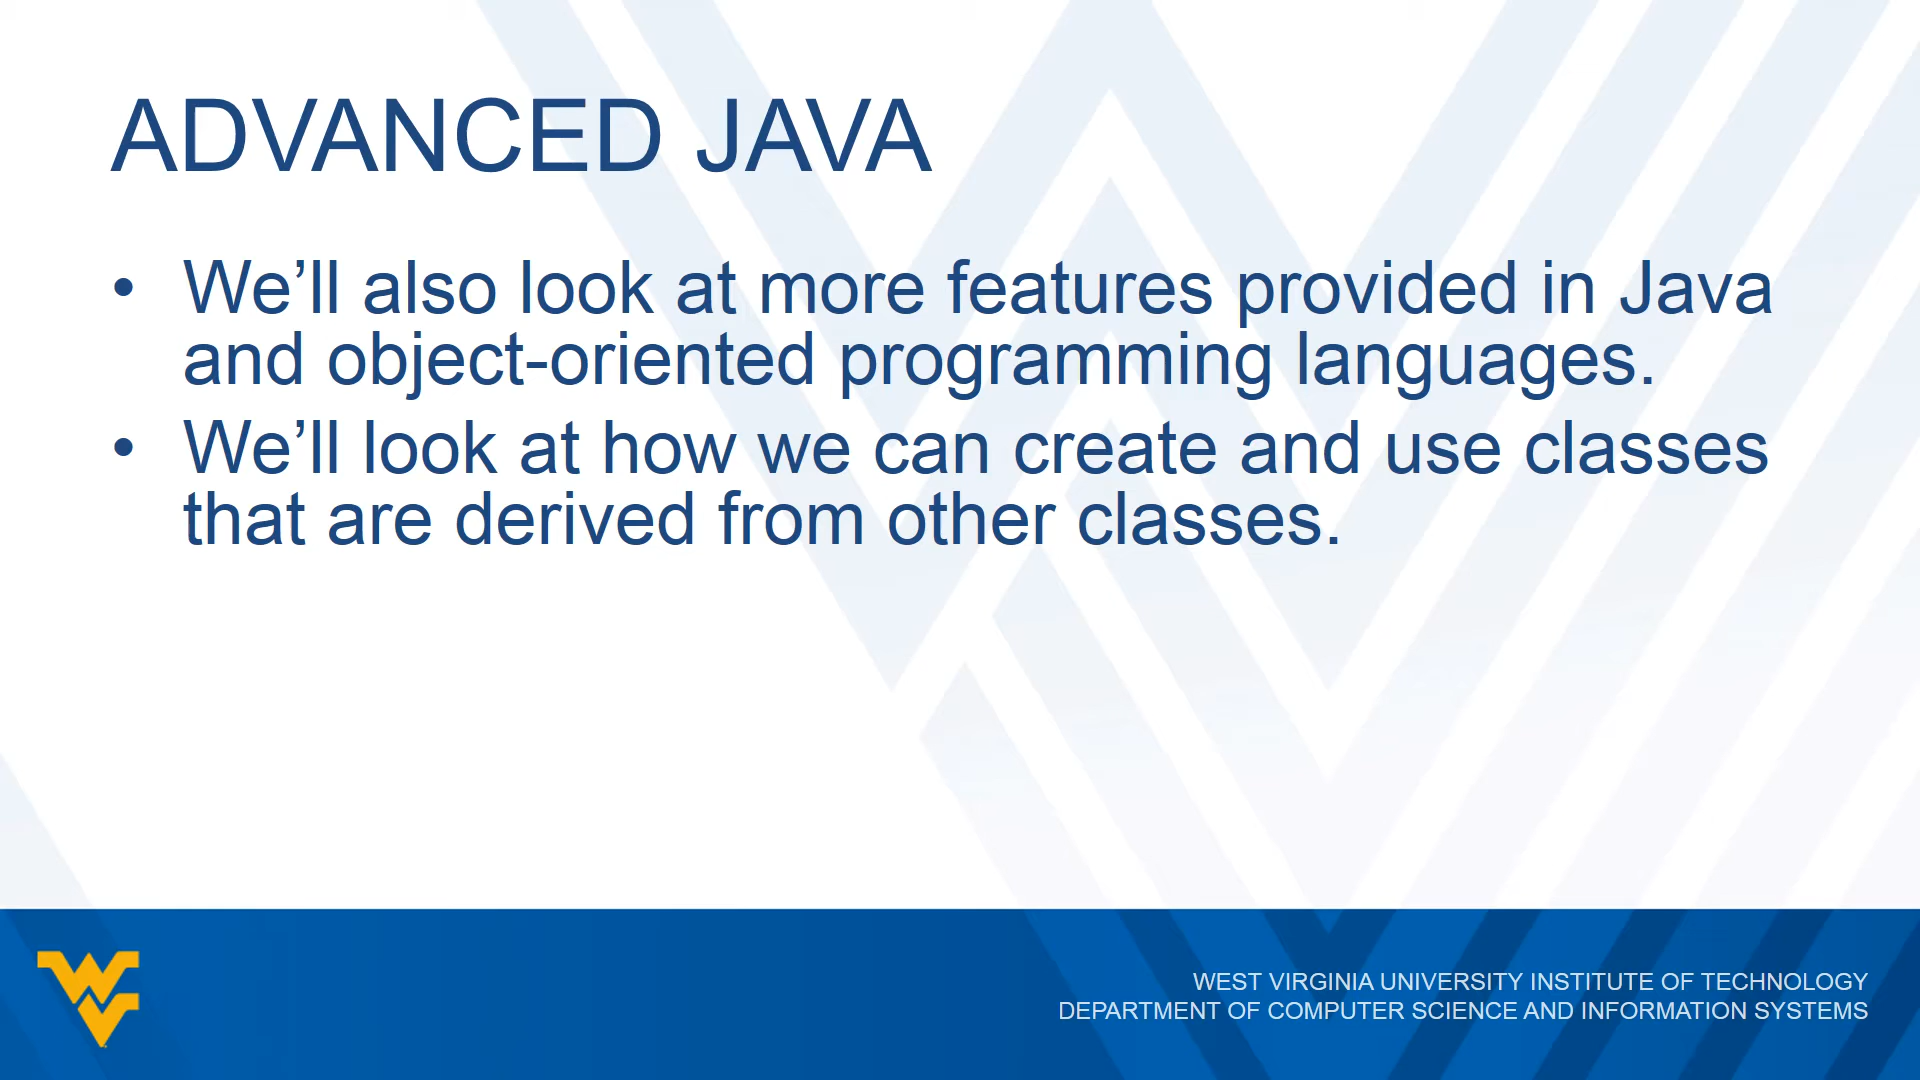 ADVANCED JAVA
• We’ll also look at more features provided in Java
and object-oriented programming languages.
• We’ll look at how we can create and use classes
that are derived from other classes.
WEST VIRGINIA UNIVERSITY INSTITUTE OF TECHNOLOGY
DEPARTMENT OF COMPUTER SCIENCE AND INFORMATION SYSTEMS